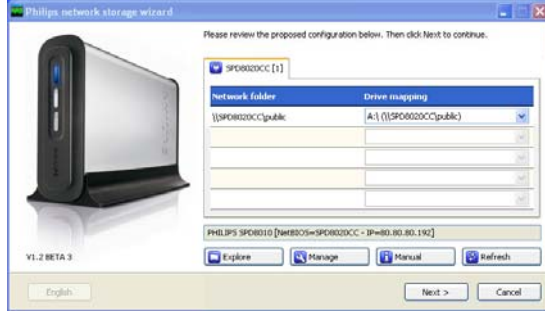 Philips network storage wizard
Please review the proposed configuration below. Then click Next to continue.
SPD8020CC [1]
Network folder Drive mapping
\\SPD8020CC\public A:\ (\\SPD8020CC\public)
PHILIPS SPD8010 [NetBIOS=SPD8020CC - IP=80.80.80.192]
V1.2 BETA 3 Explore Manage Manual Refresh
English Next > Cancel